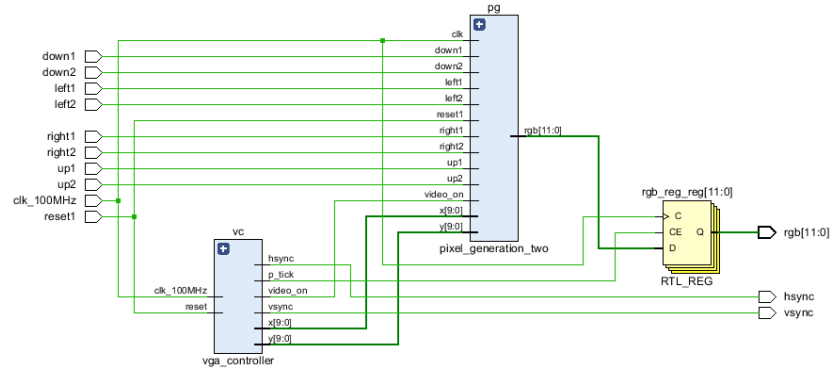 pg
clk
down1
down1
down2
down2
left1
left1
left2
left2
reset1
right1
right1
right2
right2
up1
up1
up2
up2
clk_100MHz
video_on
reset1
x[9:0]
y[9:0]
rgb[11:0]
pixel_generation_two
rgb_reg_reg[11:0]
C
CE
D
Q
rgb[11:0]
RTL_REG
vc
hsync
p_tick
clk_100MHz
video_on
reset
vsync
x[9:0]
y[9:0]
vga_controller
hsync
vsync